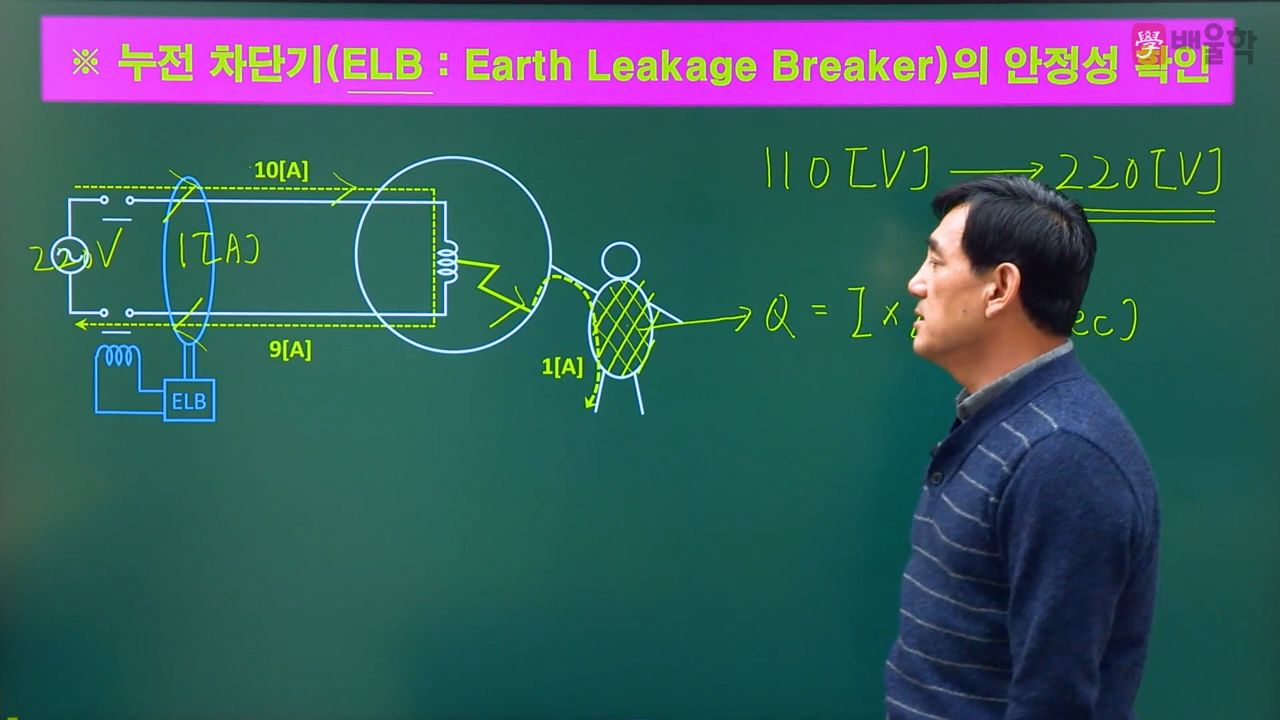 ※ 누전 차단기(ELB : Earth Leakage Breaker)의 안정성 확인
學 배울학
110[V] → 220[V]
10[A]
220V
1[A]
9[A]
ELB
1[A]
Q = I ×
ec]